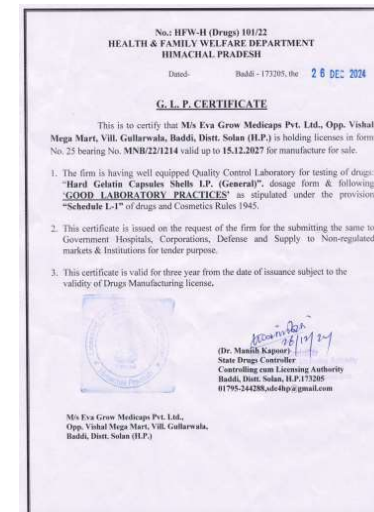 No.: HFW-H (Drugs) 101/22
HEALTH & FAMILY WELFARE DEPARTMENT
HIMACHAL PRADESH
Dated- Baddi - 173205, the 26 DEC 2024
G. L. P. CERTIFICATE
This is to certify that M/s Eva Grow Medicaps Pvt. Ltd., Opp. Vishal
Mega Mart, Vill. Gullarwala, Baddi, Distt. Solan (H.P.) is holding licenses in form
No. 25 bearing No. MNB/22/1214 valid up to 15.12.2027 for manufacture for sale.
1. The firm is having well equipped Quality Control Laboratory for testing of drugs:
"Hard Gelatin Capsules Shells I.P. (General)". dosage form & following
'GOOD LABORATORY PRACTICES' as stipulated under the provision
"Schedule L-1" of drugs and Cosmetics Rules 1945.
2. This certificate is issued on the request of the firm for the submitting the same to
Government Hospitals, Corporations, Defense and Supply to Non-regulated
markets & Institutions for tender purpose.
3. This certificate is valid for three year from the date of issuance subject to the
validity of Drugs Manufacturing license.
26/12/24
(Dr. Manish Kapoor)
State Drugs Controller
Controlling cum Licensing Authority
Baddi, Distt. Solan, H.P.173205
01795-244288,sdc4hp@gmail.com
M/s Eva Grow Medicaps Pvt. Ltd.,
Opp. Vishal Mega Mart, Vill. Gullarwala,
Baddi, Distt. Solan (H.P.)